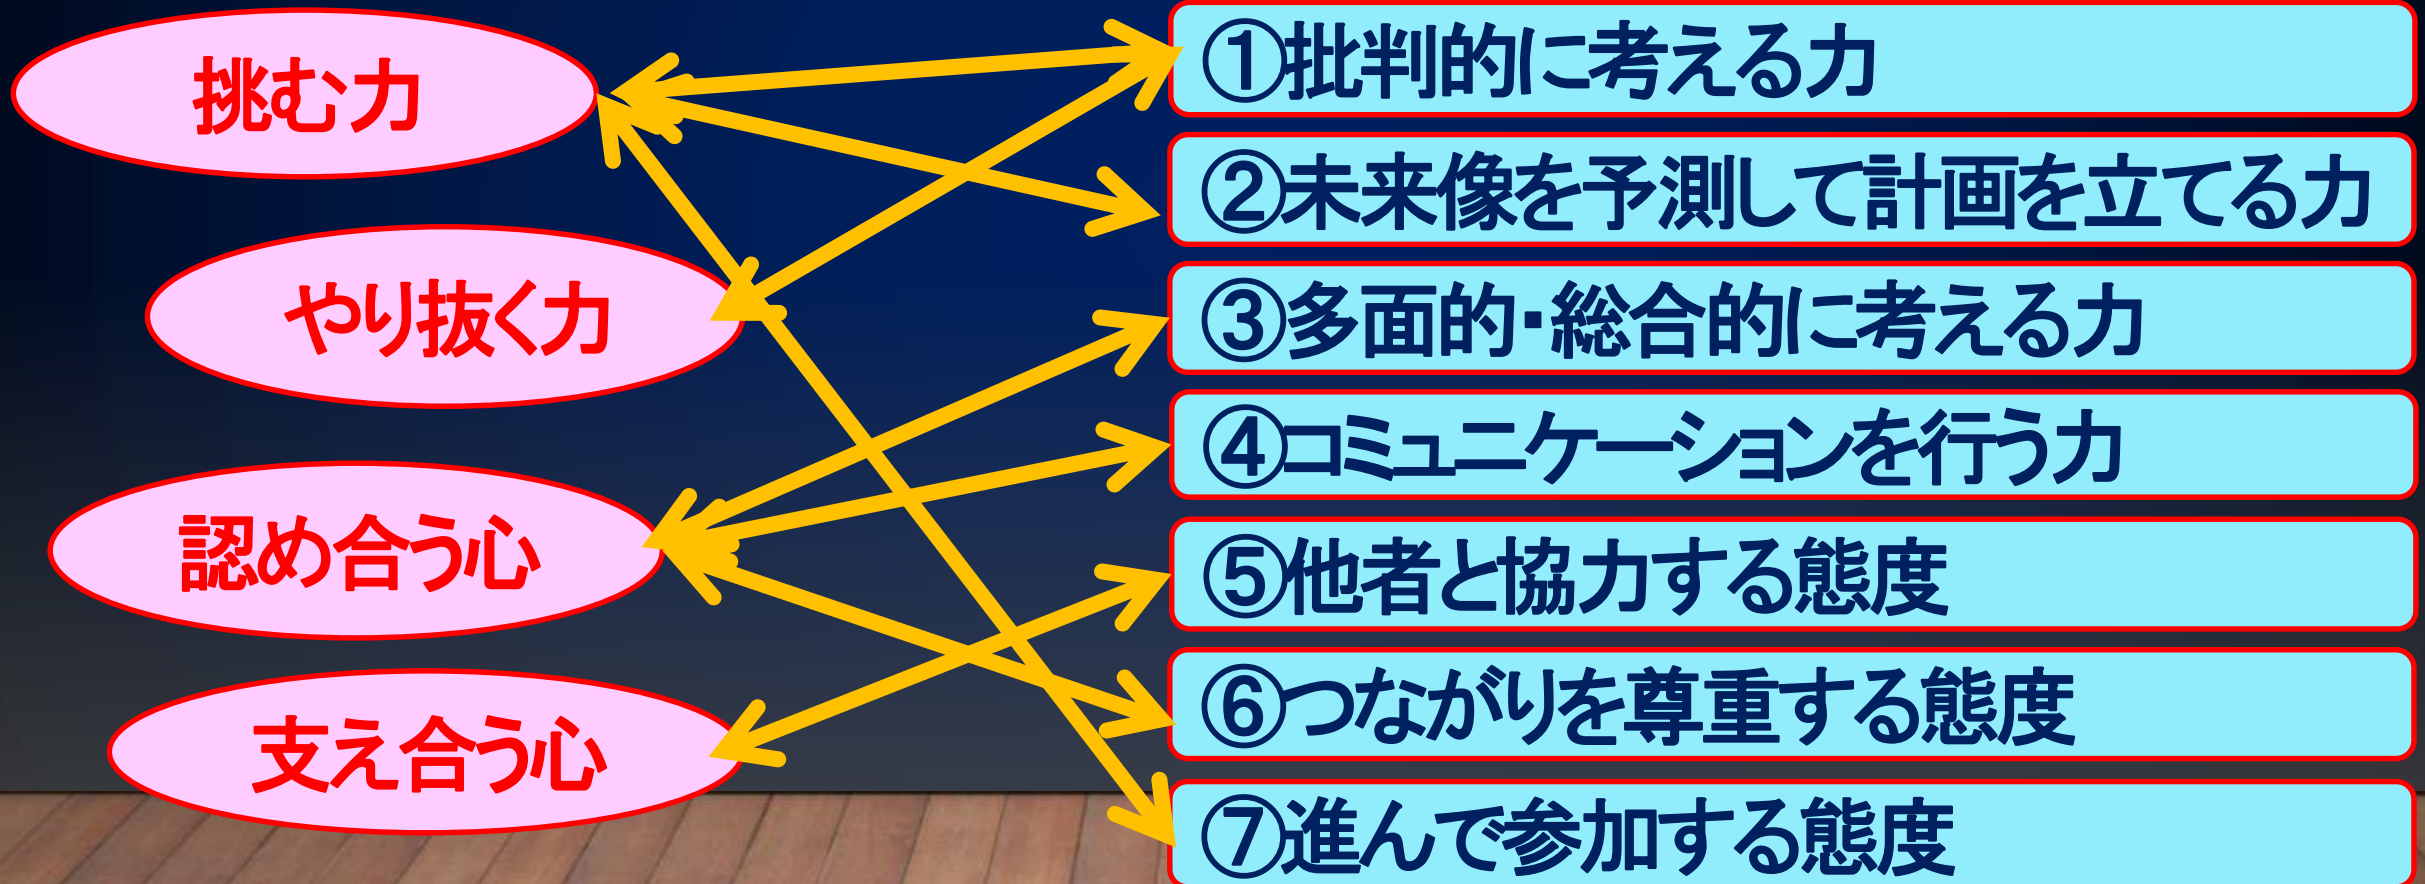 挑む力
やり抜く力
認め合う心
支え合う心
①批判的に考える力
②未来像を予測して計画を立てる力
③多面的・総合的に考える力
④コミュニケーションを行う力
⑤他者と協力する態度
⑥つながりを尊重する態度
⑦進んで参加する態度